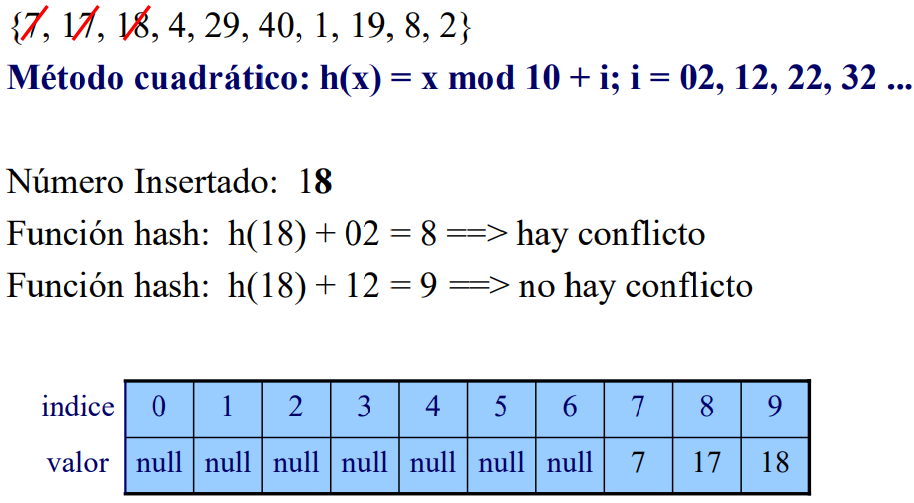 {7, 17, 18, 4, 29, 40, 1, 19, 8, 2}
Método cuadrático: h(x) = x mod 10 + i; i = 02, 12, 22, 32 ...
Número Insertado: 18
Función hash: h(18) + 02 = 8 ==> hay conflicto
Función hash: h(18) + 12 = 9 ==> no hay conflicto
indice 0 1 2 3 4 5 6 7 8 9
valor null null null null null null null 7 17 18